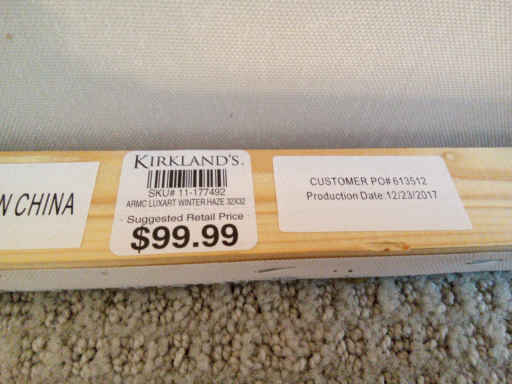 N CHINA
KIRKLAND'S.
SKU# 11-177492
ARMC LUXART WINTER HAZE 32X32
Suggested Retail Price
$99.99
CUSTOMER PO# 613512
Production Date:12/23/2017